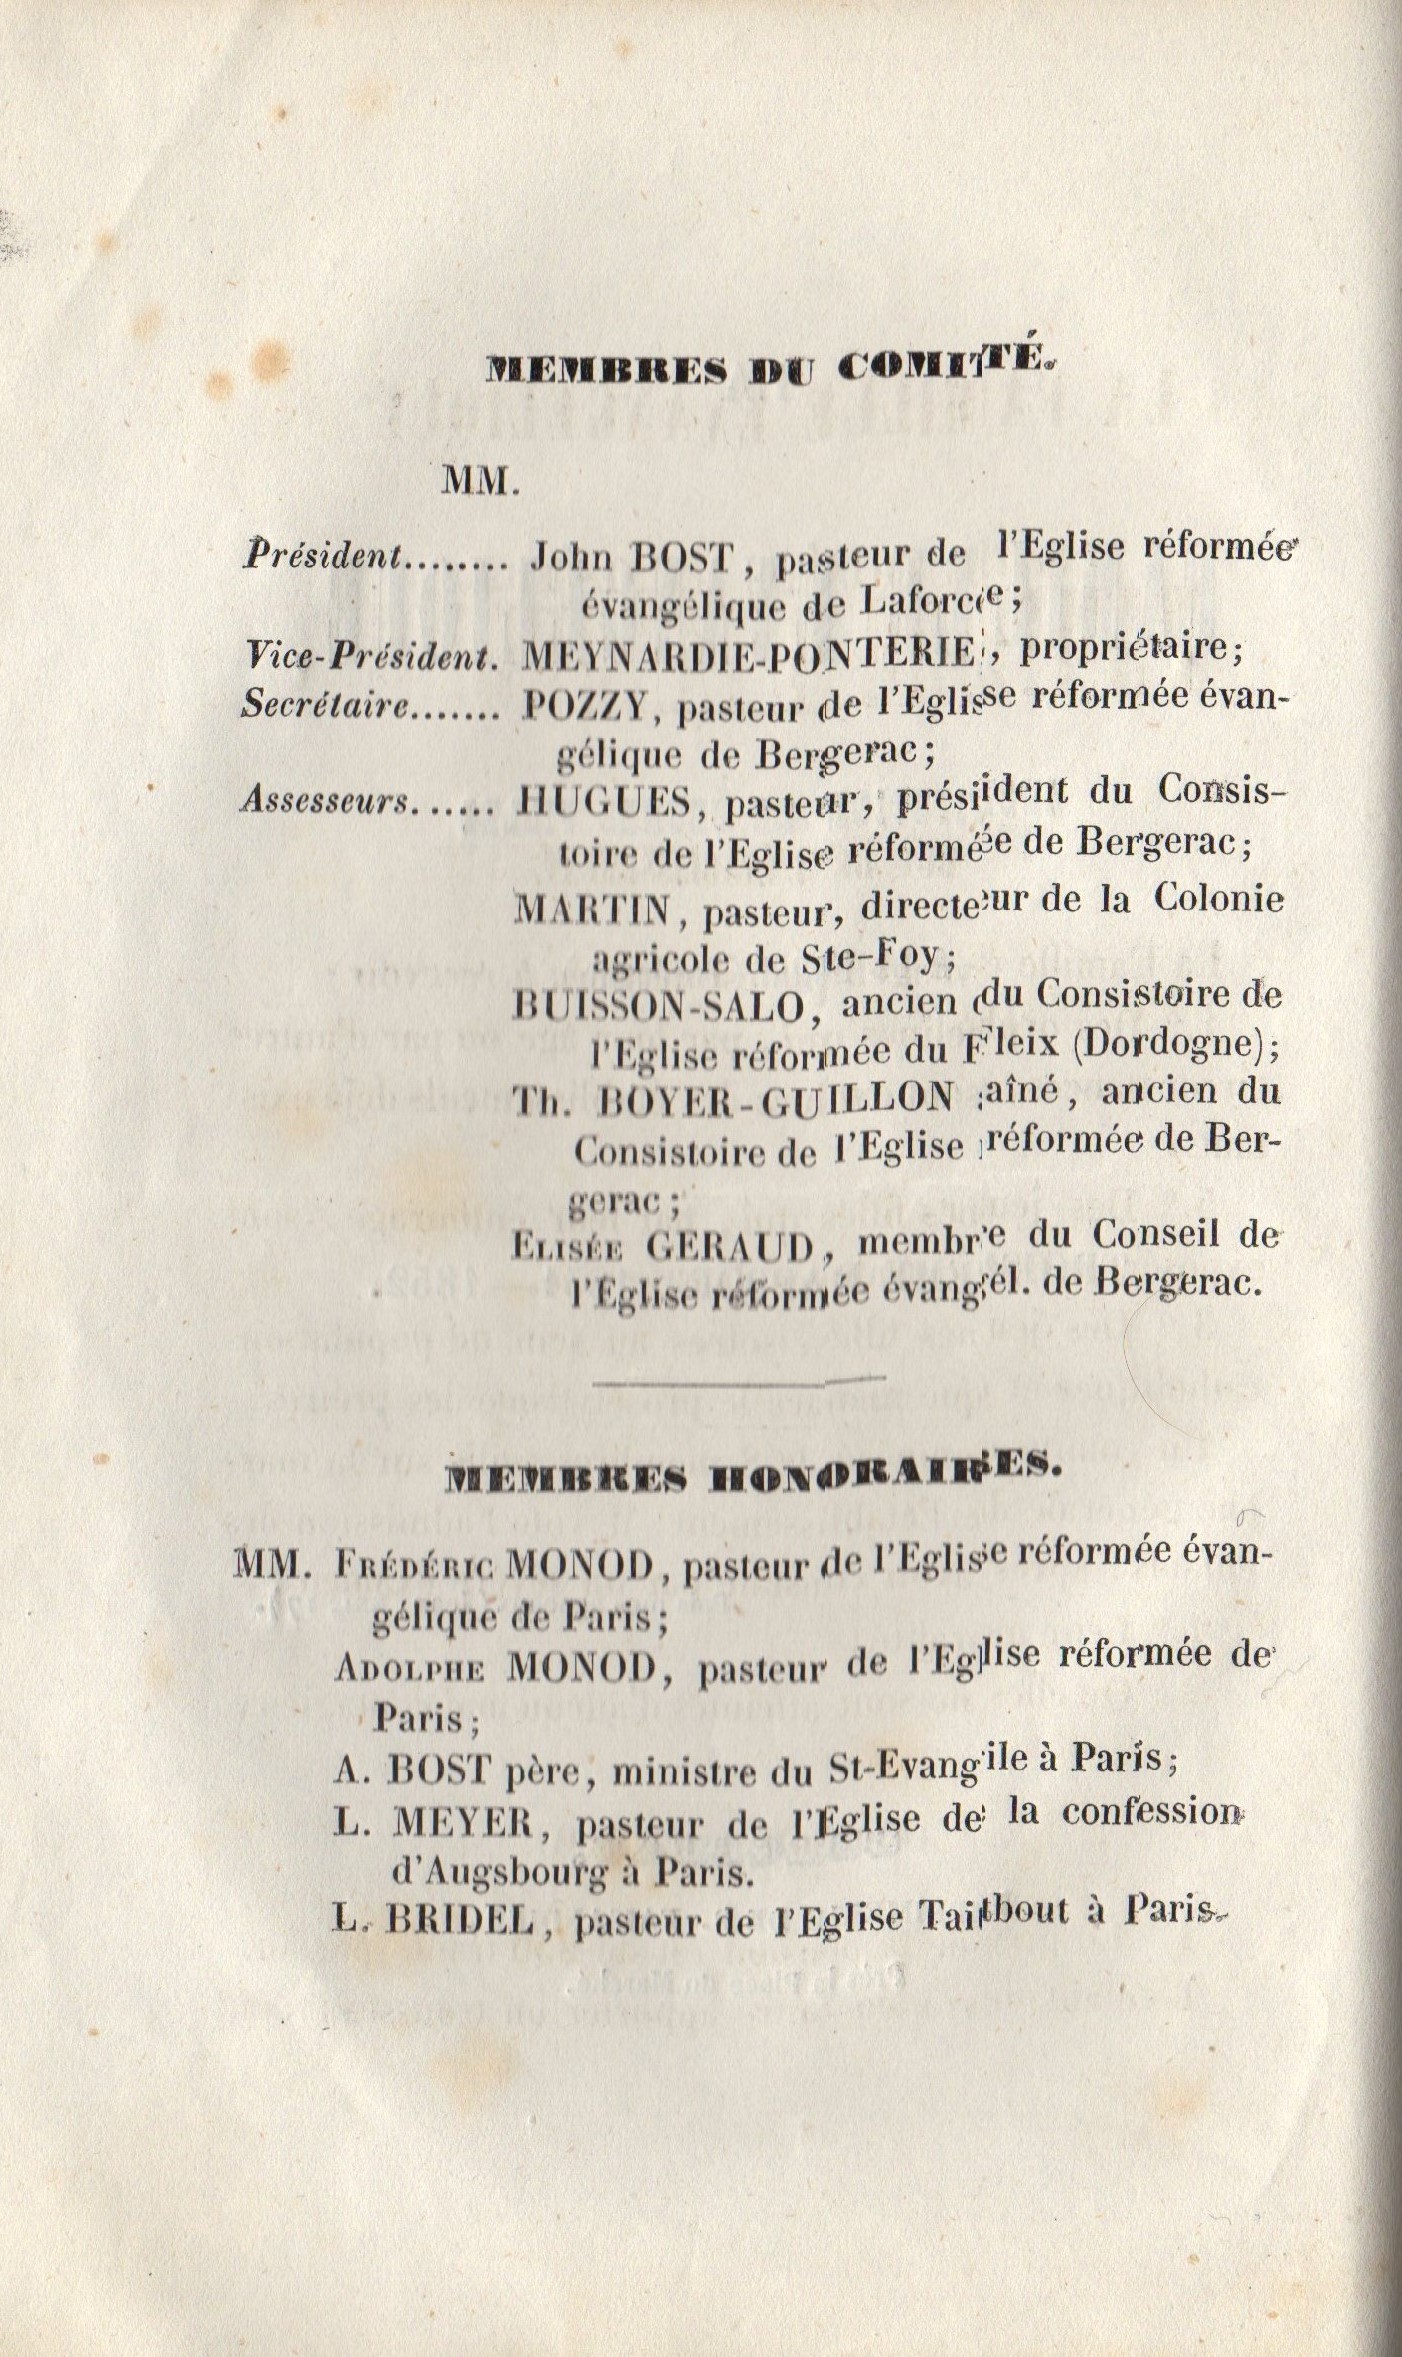 MEMBRES DU COMITÉ.
MM.
Président........ John BOST, pasteur de l'Eglise réformée
évangélique de Laforce;
Vice-Président. MEYNARDIE-PONTERIE, propriétaire;
Secrétaire....... POZZY, pasteur de l'Eglise réformée évan-
gélique de Bergerac;
Assesseurs...... HUGUES, pasteur, président du Consis-
toire de l'Eglise réformée de Bergerac;
MARTIN, pasteur, directeur de la Colonie
agricole de Ste-Foy;
BUISSON-SALO, ancien du Consistoire de
l'Eglise réformée du Fleix (Dordogne);
Th. BOYER-GUILLON aîné, ancien du
Consistoire de l'Eglise réformée de Ber-
gerac;
ELISÉE GERAUD, membre du Conseil de
l'Eglise réformée évangél. de Bergerac.
MEMBRES HONORAIRES.
MM. FRÉDÉRIC MONOD, pasteur de l'Eglise réformée évan-
gélique de Paris;
ADOLPHE MONOD, pasteur de l'Eglise réformée de
Paris;
A. BOST père, ministre du St-Evangile à Paris;
L. MEYER, pasteur de l'Eglise de la confession
d'Augsbourg à Paris.
L. BRIDEL, pasteur de l'Eglise Taitbout à Paris.